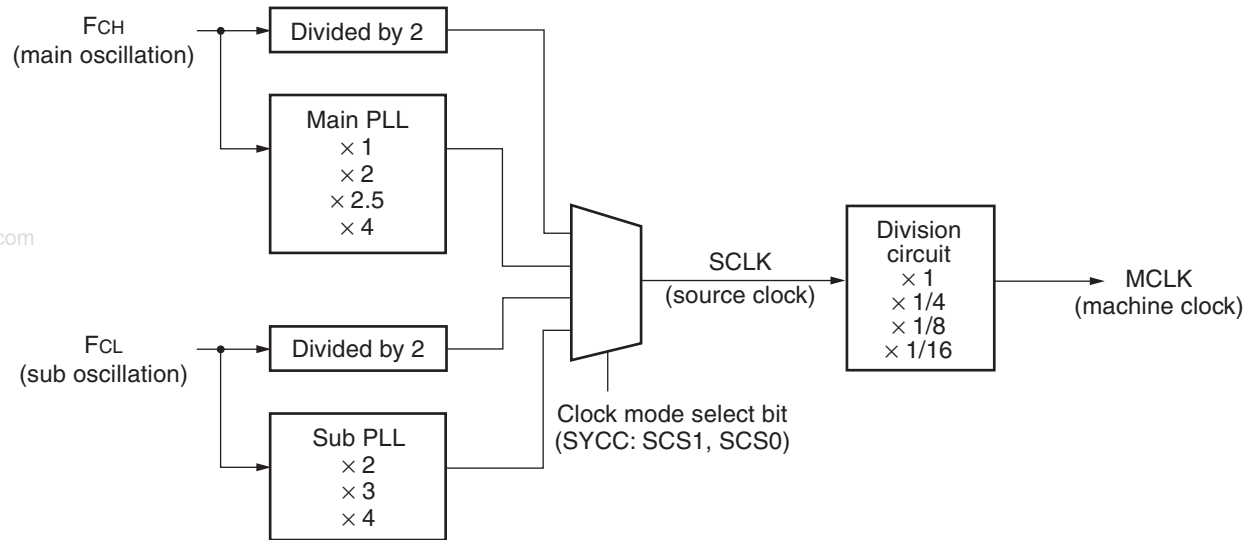 FCH
(main oscillation)
Divided by 2
Main PLL
× 1
× 2
× 2.5
× 4
com
FCL
(sub oscillation)
Divided by 2
Sub PLL
× 2
× 3
× 4
Clock mode select bit
(SYCC: SCS1, SCS0)
SCLK
(source clock)
Division
circuit
× 1
× 1/4
× 1/8
× 1/16
MCLK
(machine clock)